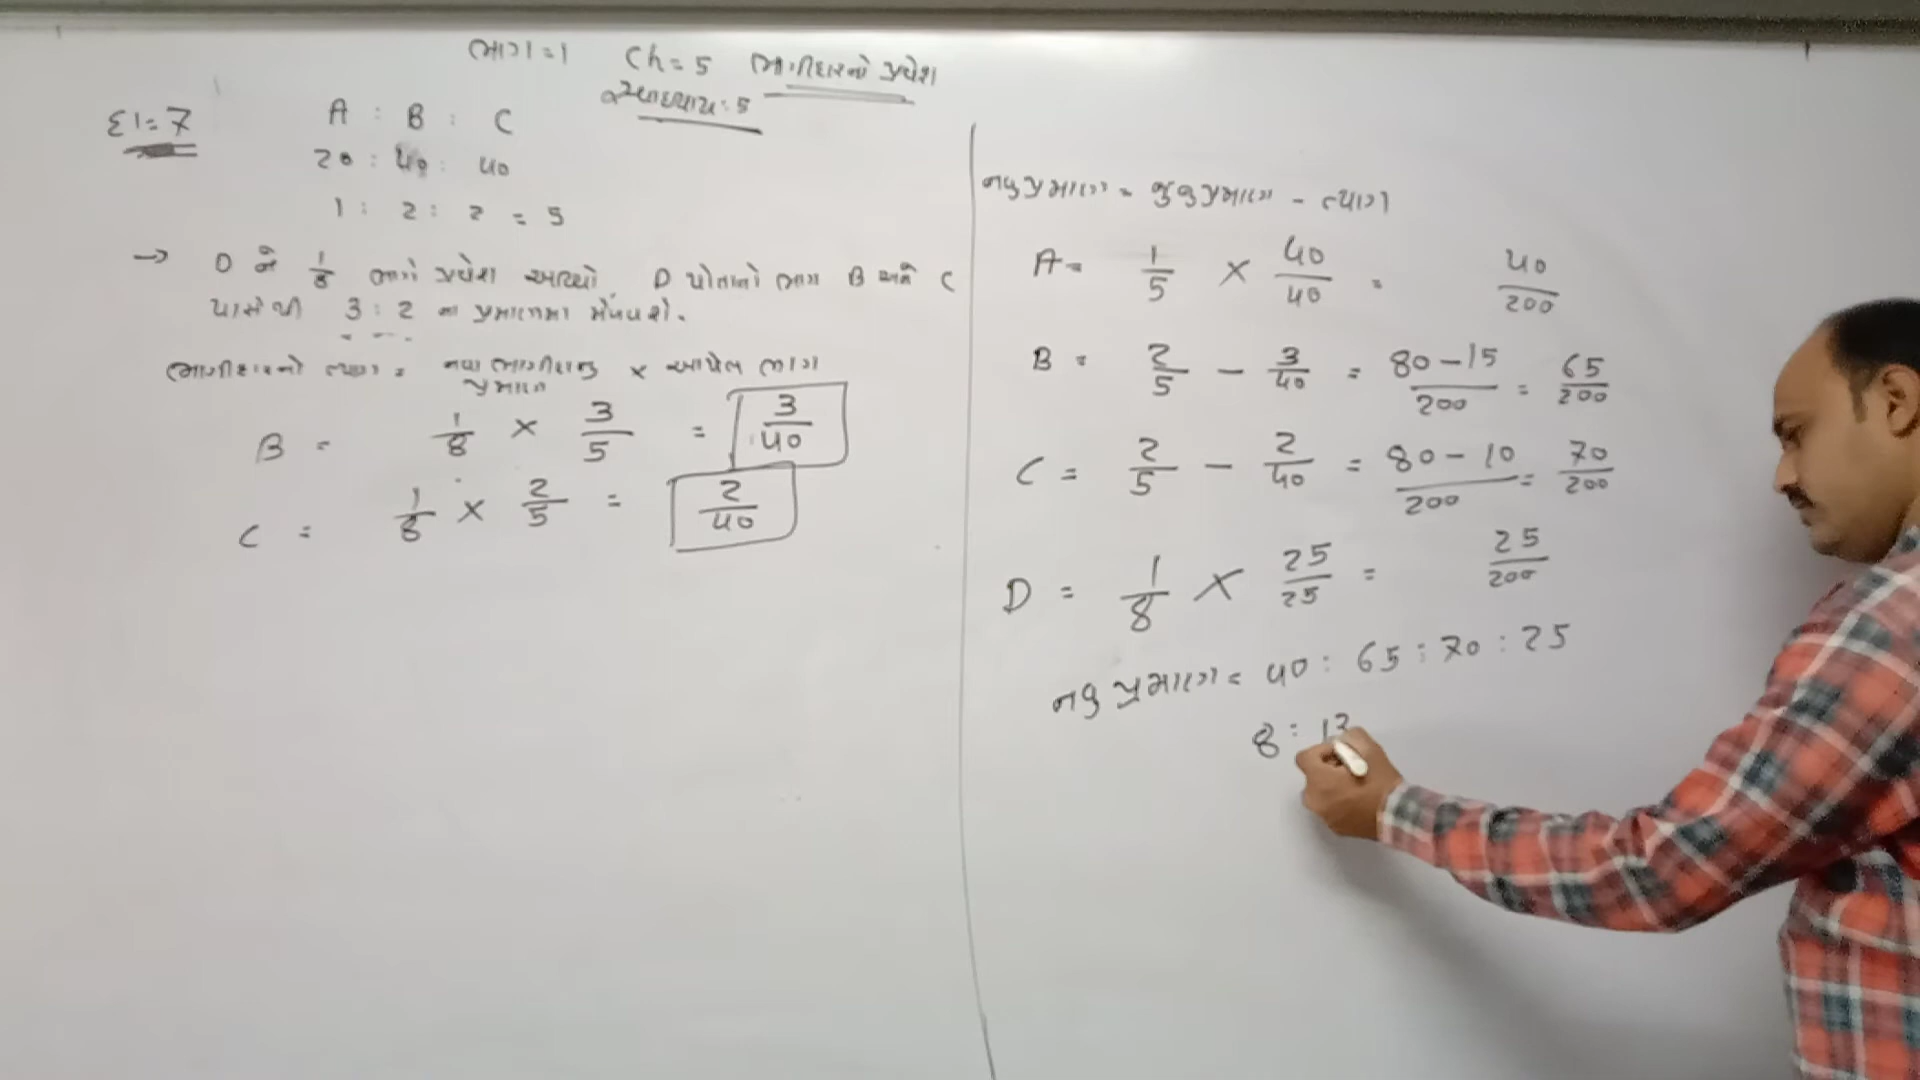 ભાગ=1 Ch=5 ભાગીદારનો પ્રવેશ
સ્વાધ્યાય:5
દા=7 A : B : C
20 : 40 : 40
1 : 2 : 2 = 5
→ D ને 1/8 ભાગે પ્રવેશ આપ્યો. D પોતાનો ભાગ B અને C
પાસેથી 3 : 2 ના પ્રમાણમાં મેળવશે.
ભાગીદારનો ત્યાગ = નવા ભાગીદારનું પ્રમાણ × આપેલ ભાગ
B = 1/8 × 3/5 = 3/40
C = 1/8 × 2/5 = 2/40
નવુ પ્રમાણ = જુનુ પ્રમાણ - ત્યાગ
A = 1/5 × 40/40 = 40/200
B = 2/5 - 3/40 = 80-15/200 = 65/200
C = 2/5 - 2/40 = 80-10/200 = 70/200
D = 1/8 × 25/25 = 25/200
નવુ પ્રમાણ = 40 : 65 : 70 : 25
8 : 13